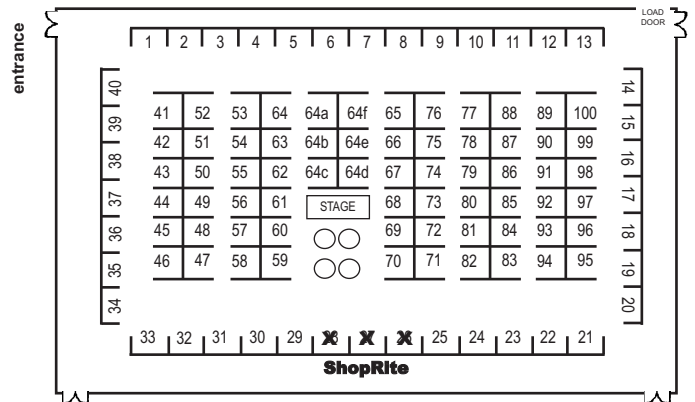 LOAD
DOOR
entrance
1 2 3 4 5 6 7 8 9 10 11 12 13
40 14
41 52 53 64 64a 64f 65 76 77 88 89 100
39 15
42 51 54 63 64b 64e 66 75 78 87 90 99
38 16
43 50 55 62 64c 64d 67 74 79 86 91 98
37 17
44 49 56 61 STAGE 68 73 80 85 92 97
36 18
45 48 57 60 69 72 81 84 93 96
35 19
46 47 58 59 70 71 82 83 94 95
34 20
33 32 31 30 29 X X X 25 24 23 22 21
ShopRite